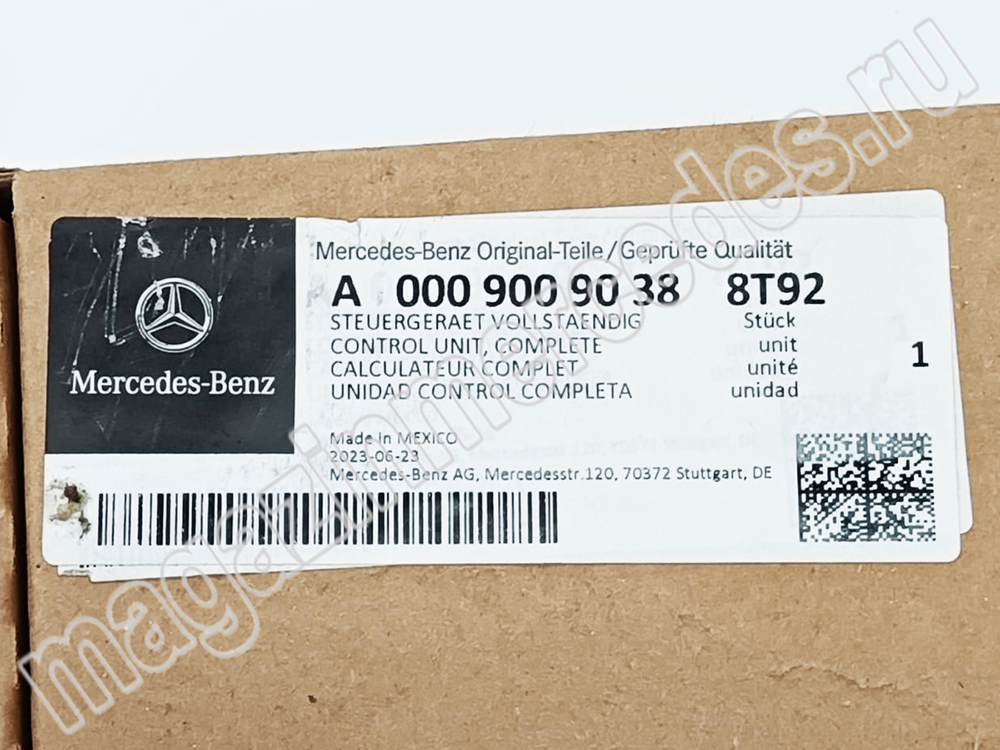 Mercedes-Benz Original-Teile/Geprüfte Qualität
A 000 900 90 38 8T92
STEUERGERAET VOLLSTAENDIG Stück
CONTROL UNIT, COMPLETE unit
CALCULATEUR COMPLET unité
UNIDAD CONTROL COMPLETA unidad
1
Mercedes-Benz
Made in MEXICO
2023-06-23
Mercedes-Benz AG, Mercedesstr.120, 70372 Stuttgart, DE
magazinmercedes.ru